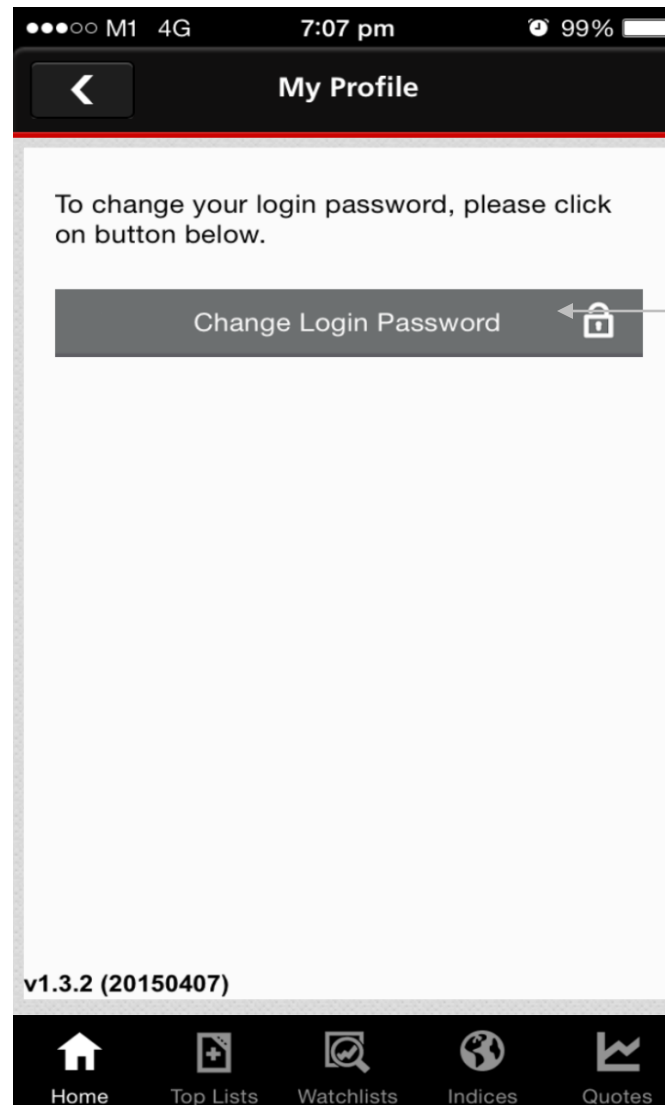 M1 4G 7:07 pm 99%
My Profile
To change your login password, please click
on button below.
Change Login Password
v1.3.2 (20150407)
Home Top Lists Watchlists Indices Quotes